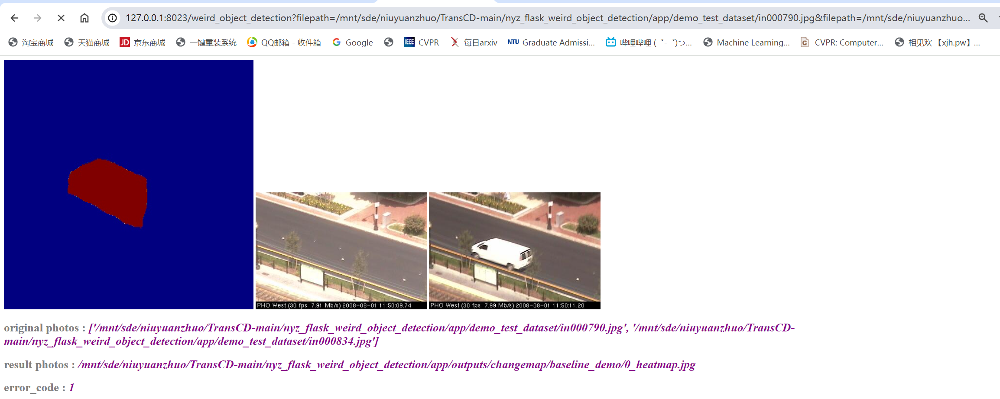 127.0.0.1:8023/weird_object_detection?filepath=/mnt/sde/niuyuanzhuo/TransCD-main/nyz_flask_weird_object_detection/app/demo_test_dataset/in000790.jpg&filepath=/mnt/sde/niuyuanzhuo...
淘宝商城 天猫商城 JD 京东商城 一键重装系统 QQ邮箱 - 收件箱 G Google IEEE CVPR 每日arxiv NTU Graduate Admissi... 哔哩哔哩 ( ゜- ゜)つ... Machine Learning... C CVPR: Computer... 相见欢 【xjh.pw】...
PHO West (30 fps 7.91 Mb/s) 2008-08-01 11:50:09.74 PHO West (30 fps 7.99 Mb/s) 2008-08-01 11:50:11.20
original photos : ['/mnt/sde/niuyuanzhuo/TransCD-main/nyz_flask_weird_object_detection/app/demo_test_dataset/in000790.jpg', '/mnt/sde/niuyuanzhuo/TransCD-
main/nyz_flask_weird_object_detection/app/demo_test_dataset/in000834.jpg']
result photos : /mnt/sde/niuyuanzhuo/TransCD-main/nyz_flask_weird_object_detection/app/outputs/changemap/baseline_demo/0_heatmap.jpg
error_code : 1